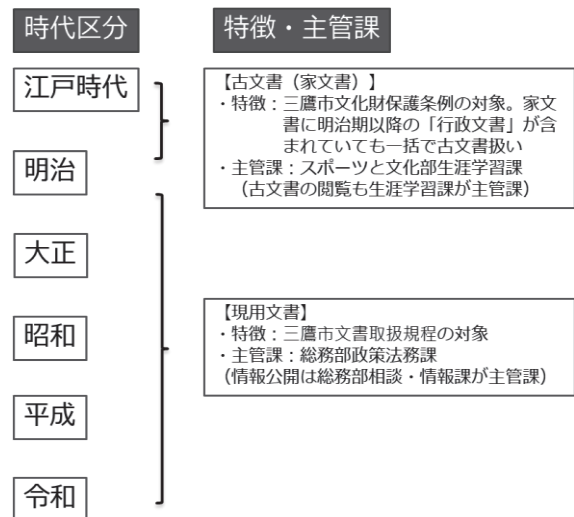 時代区分
特徴・主管課
江戸時代
【古文書（家文書）】
・特徴：三鷹市文化財保護条例の対象。家文
書に明治期以降の「行政文書」が含
まれていても一括で古文書扱い
・主管課：スポーツと文化部生涯学習課
（古文書の閲覧も生涯学習課が主管課）
明治
大正
昭和
【現用文書】
・特徴：三鷹市文書取扱規程の対象
・主管課：総務部政策法務課
（情報公開は総務部相談・情報課が主管課）
平成
令和